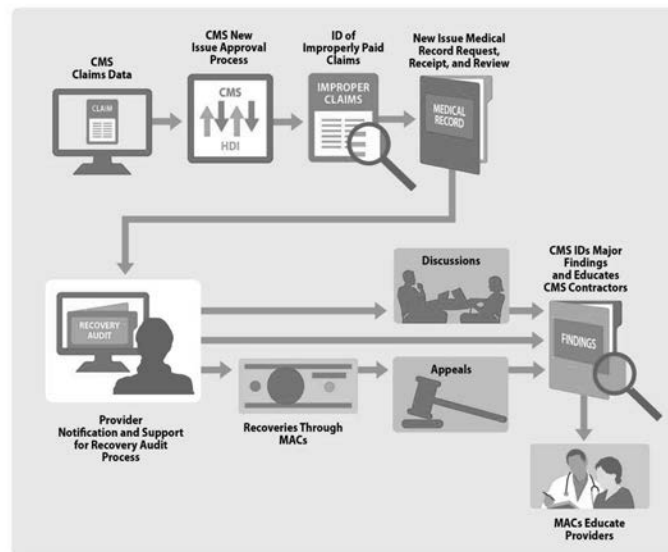 CMS
Claims Data
CLAIM
CMS New
Issue Approval
Process
CMS
HDI
ID of
Improperly Paid
Claims
IMPROPER
CLAIMS
New Issue Medical
Record Request,
Receipt, and Review
MEDICAL
RECORD
RECOVERY
AUDIT
Provider
Notification and Support
for Recovery Audit
Process
Recoveries Through
MACs
Discussions
Appeals
CMS IDs Major
Findings
and Educates
CMS Contractors
FINDINGS
MACs Educate
Providers